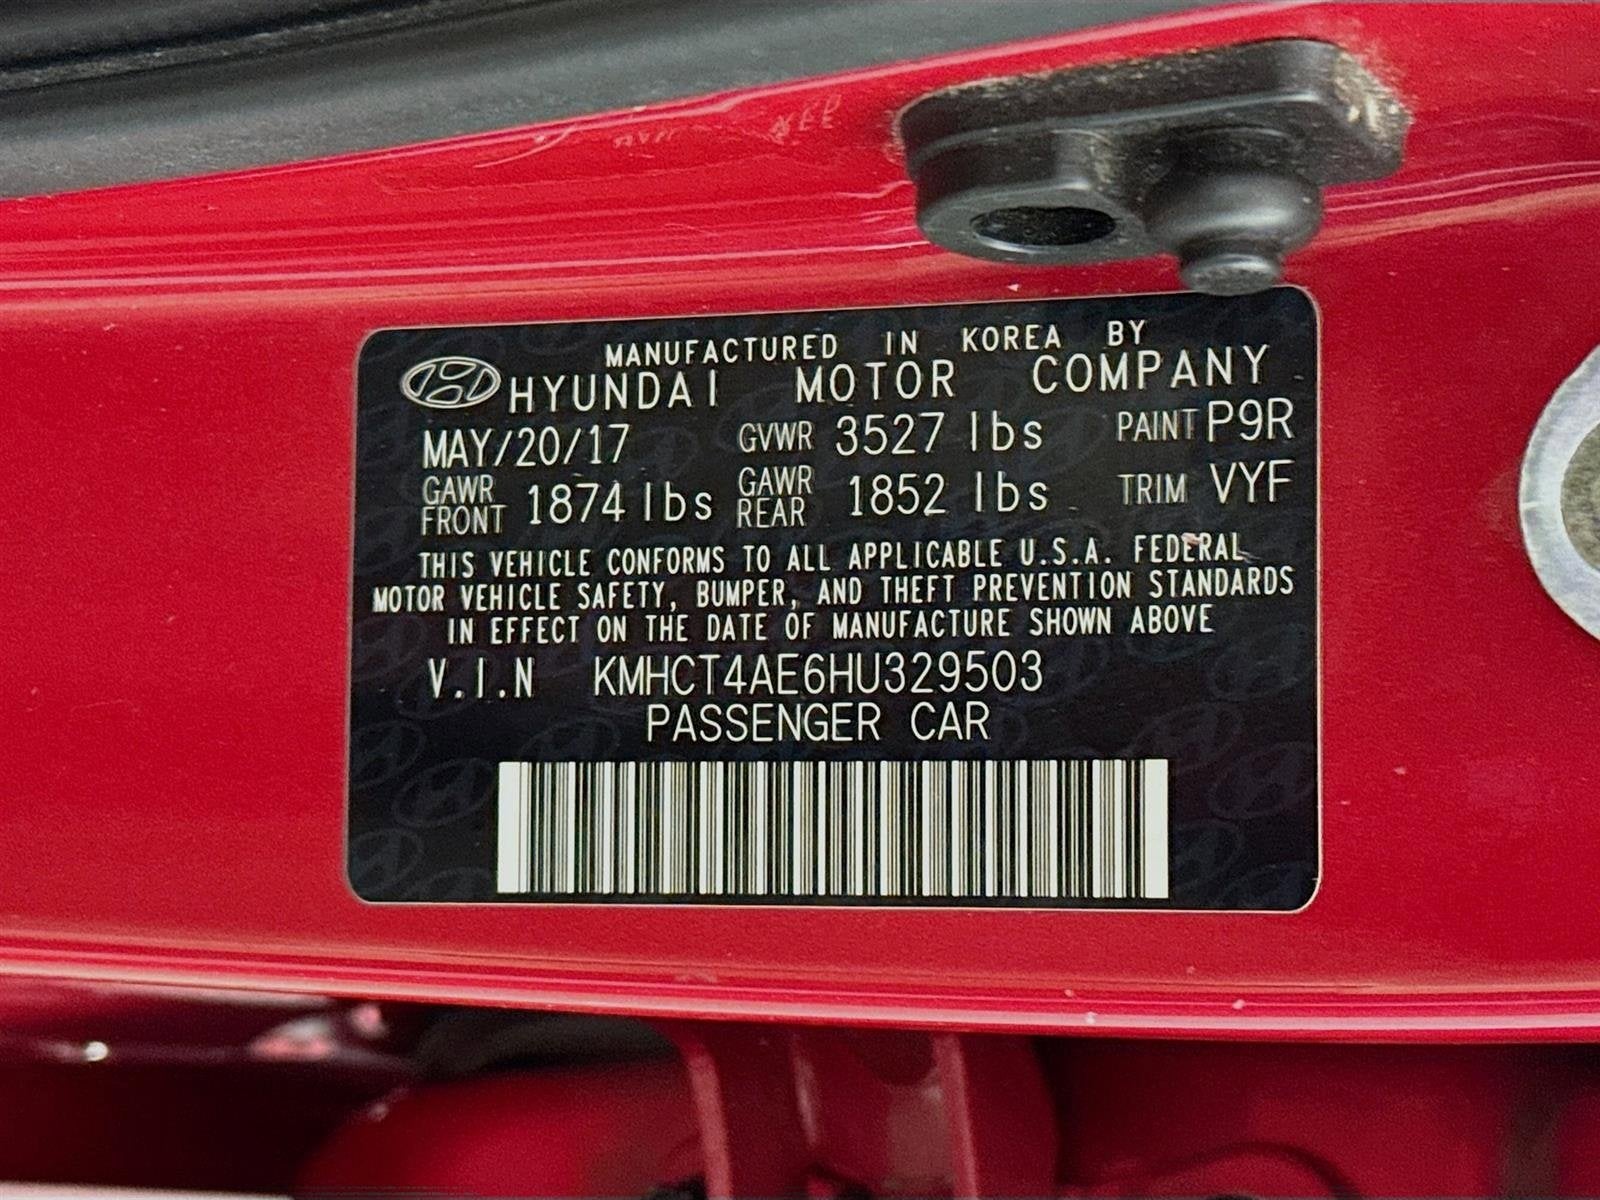 MANUFACTURED IN KOREA BY
HYUNDAI MOTOR COMPANY
MAY/20/17 GVWR 3527 lbs PAINT P9R
GAWR FRONT 1874 lbs GAWR REAR 1852 lbs TRIM VYF
THIS VEHICLE CONFORMS TO ALL APPLICABLE U.S.A. FEDERAL
MOTOR VEHICLE SAFETY, BUMPER, AND THEFT PREVENTION STANDARDS
IN EFFECT ON THE DATE OF MANUFACTURE SHOWN ABOVE
V.I.N KMHCT4AE6HU329503
PASSENGER CAR